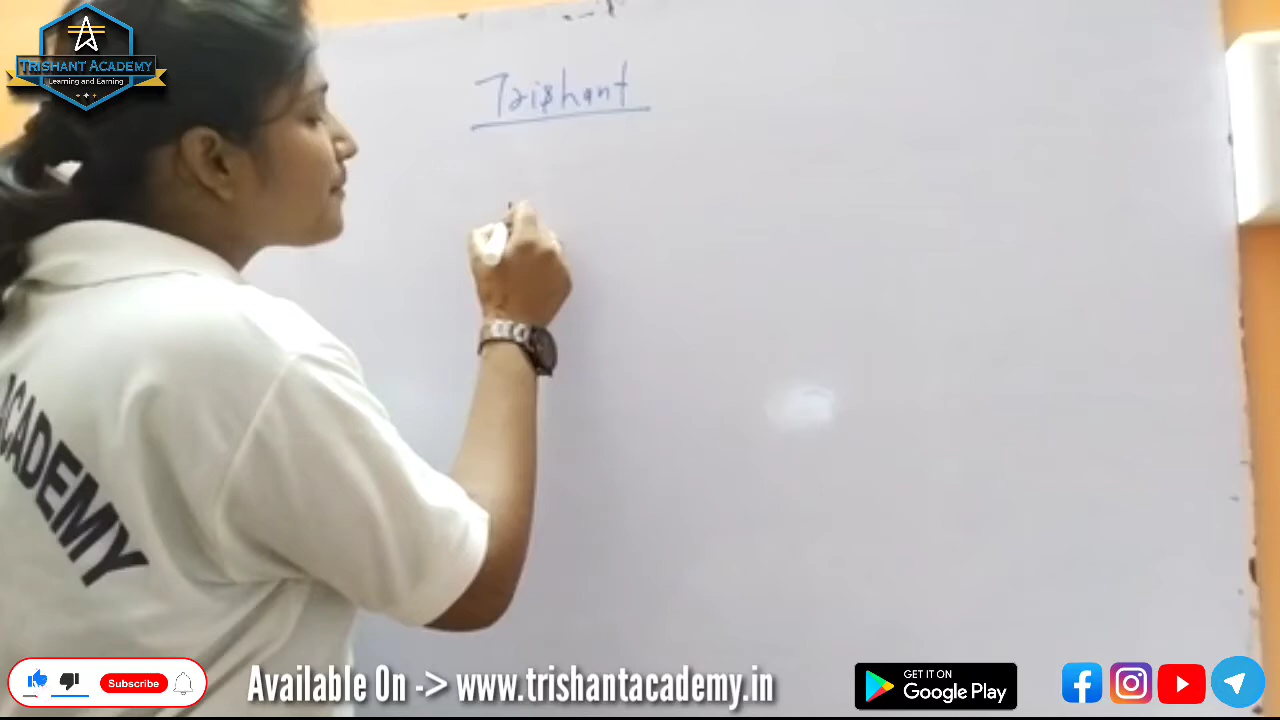 TRISHANT ACADEMY
Learning and Earning
Trishant
ACADEMY
Subscribe
Available On -> www.trishantacademy.in
GET IT ON
Google Play